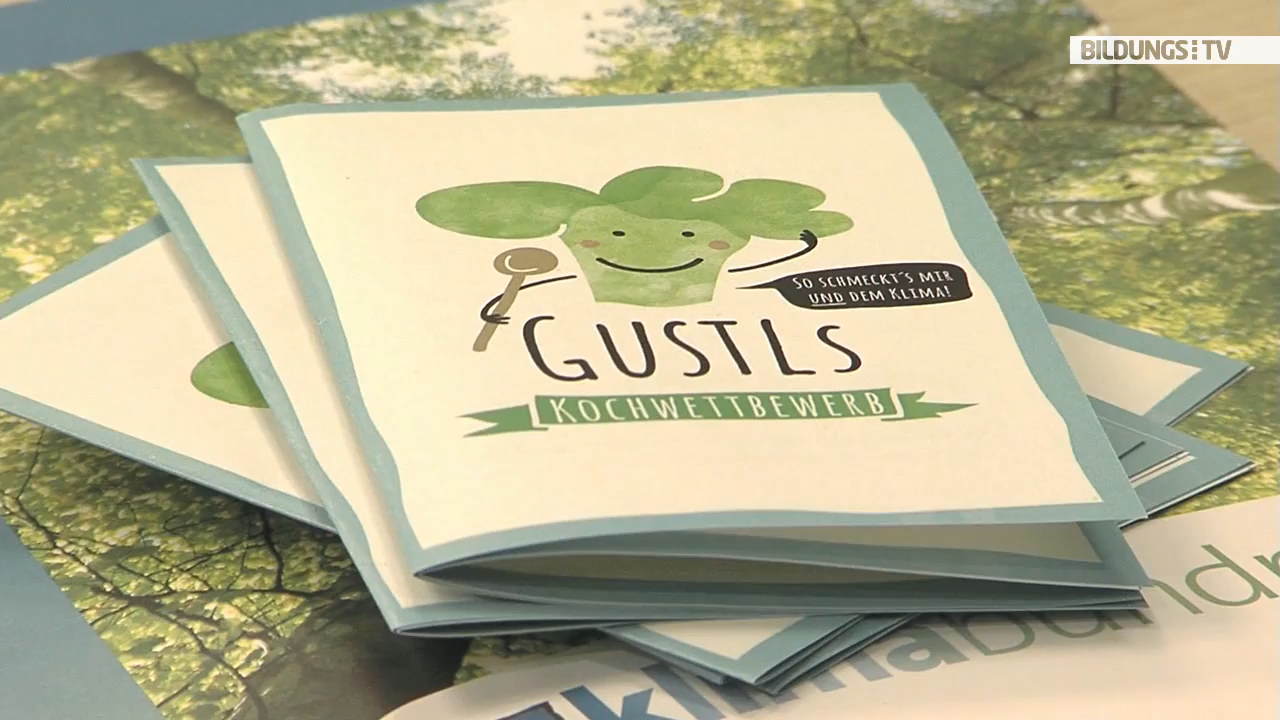 BILDUNGS TV
SO SCHMECKT'S MIR
UND DEM KLIMA!
GUSTLS
KOCHWETTBEWERB